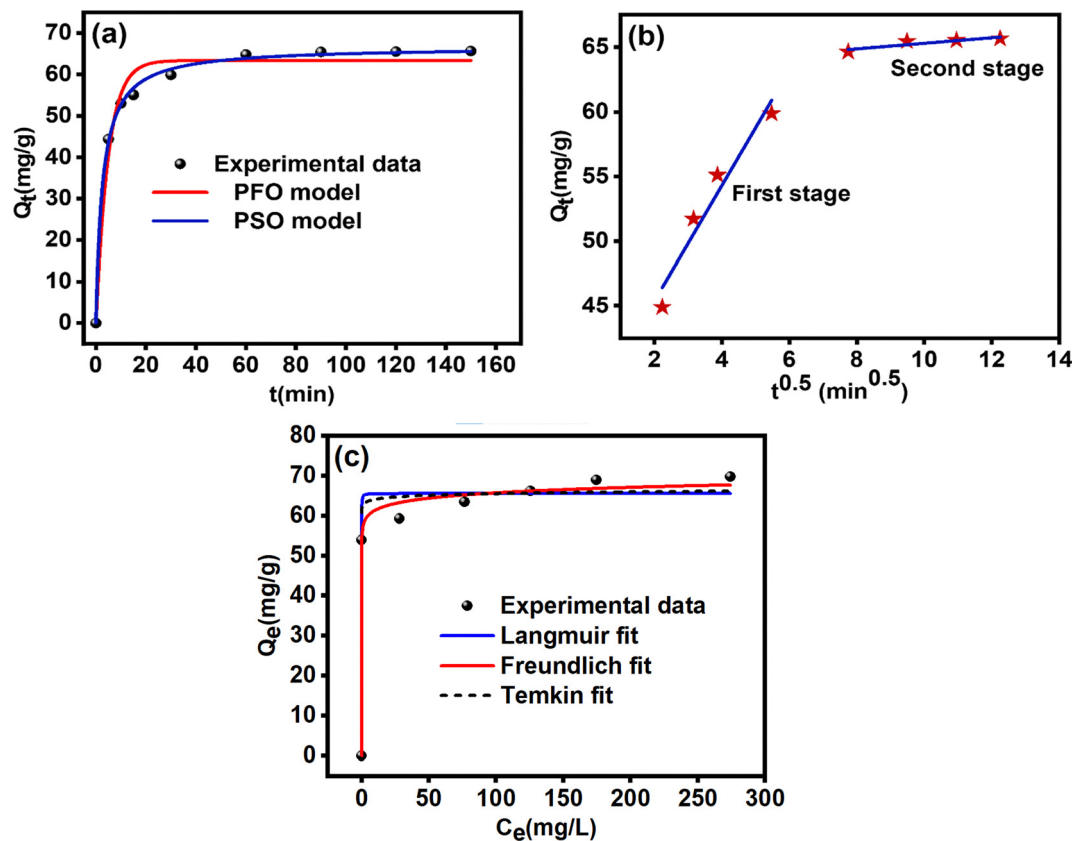 (a)
70
60
50
40
30
20
10
0
Qt(mg/g)
Experimental data
PFO model
PSO model
0 20 40 60 80 100 120 140 160
t(min)
(b)
65
60
55
50
45
Qt(mg/g)
Second stage
First stage
2 4 6 8 10 12 14
t^0.5 (min^0.5)
(c)
80
70
60
50
40
30
20
10
0
Qe(mg/g)
Experimental data
Langmuir fit
Freundlich fit
Temkin fit
0 50 100 150 200 250 300
Ce(mg/L)